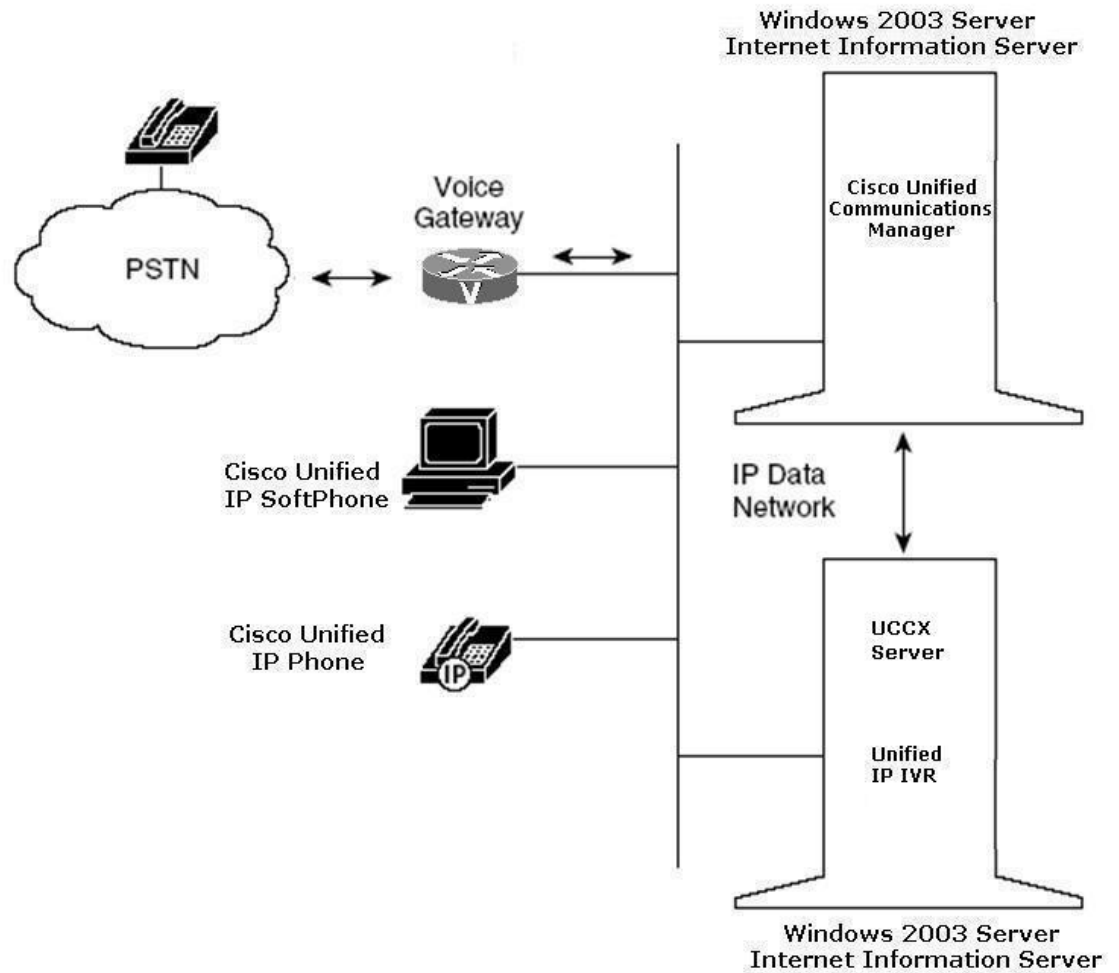 Windows 2003 Server
Internet Information Server
Voice
Gateway
PSTN
V
Cisco Unified
Communications
Manager
Cisco Unified
IP SoftPhone
IP Data
Network
Cisco Unified
IP Phone
IP
UCCX
Server
Unified
IP IVR
Windows 2003 Server
Internet Information Server